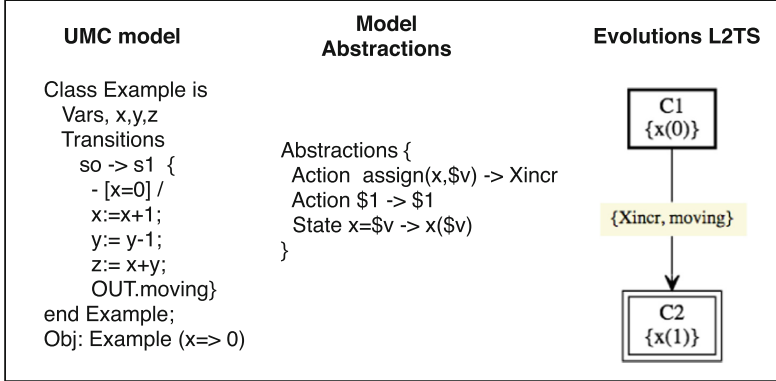 UMC model
Class Example is
Vars, x,y,z
Transitions
so -> s1 {
- [x=0] /
x:=x+1;
y:= y-1;
z:= x+y;
OUT.moving}
end Example;
Obj: Example (x=> 0)
Model
Abstractions
Abstractions {
Action assign(x,$v) -> Xincr
Action $1 -> $1
State x=$v -> x($v)
}
Evolutions L2TS
C1
{x(0)}
{Xincr, moving}
C2
{x(1)}